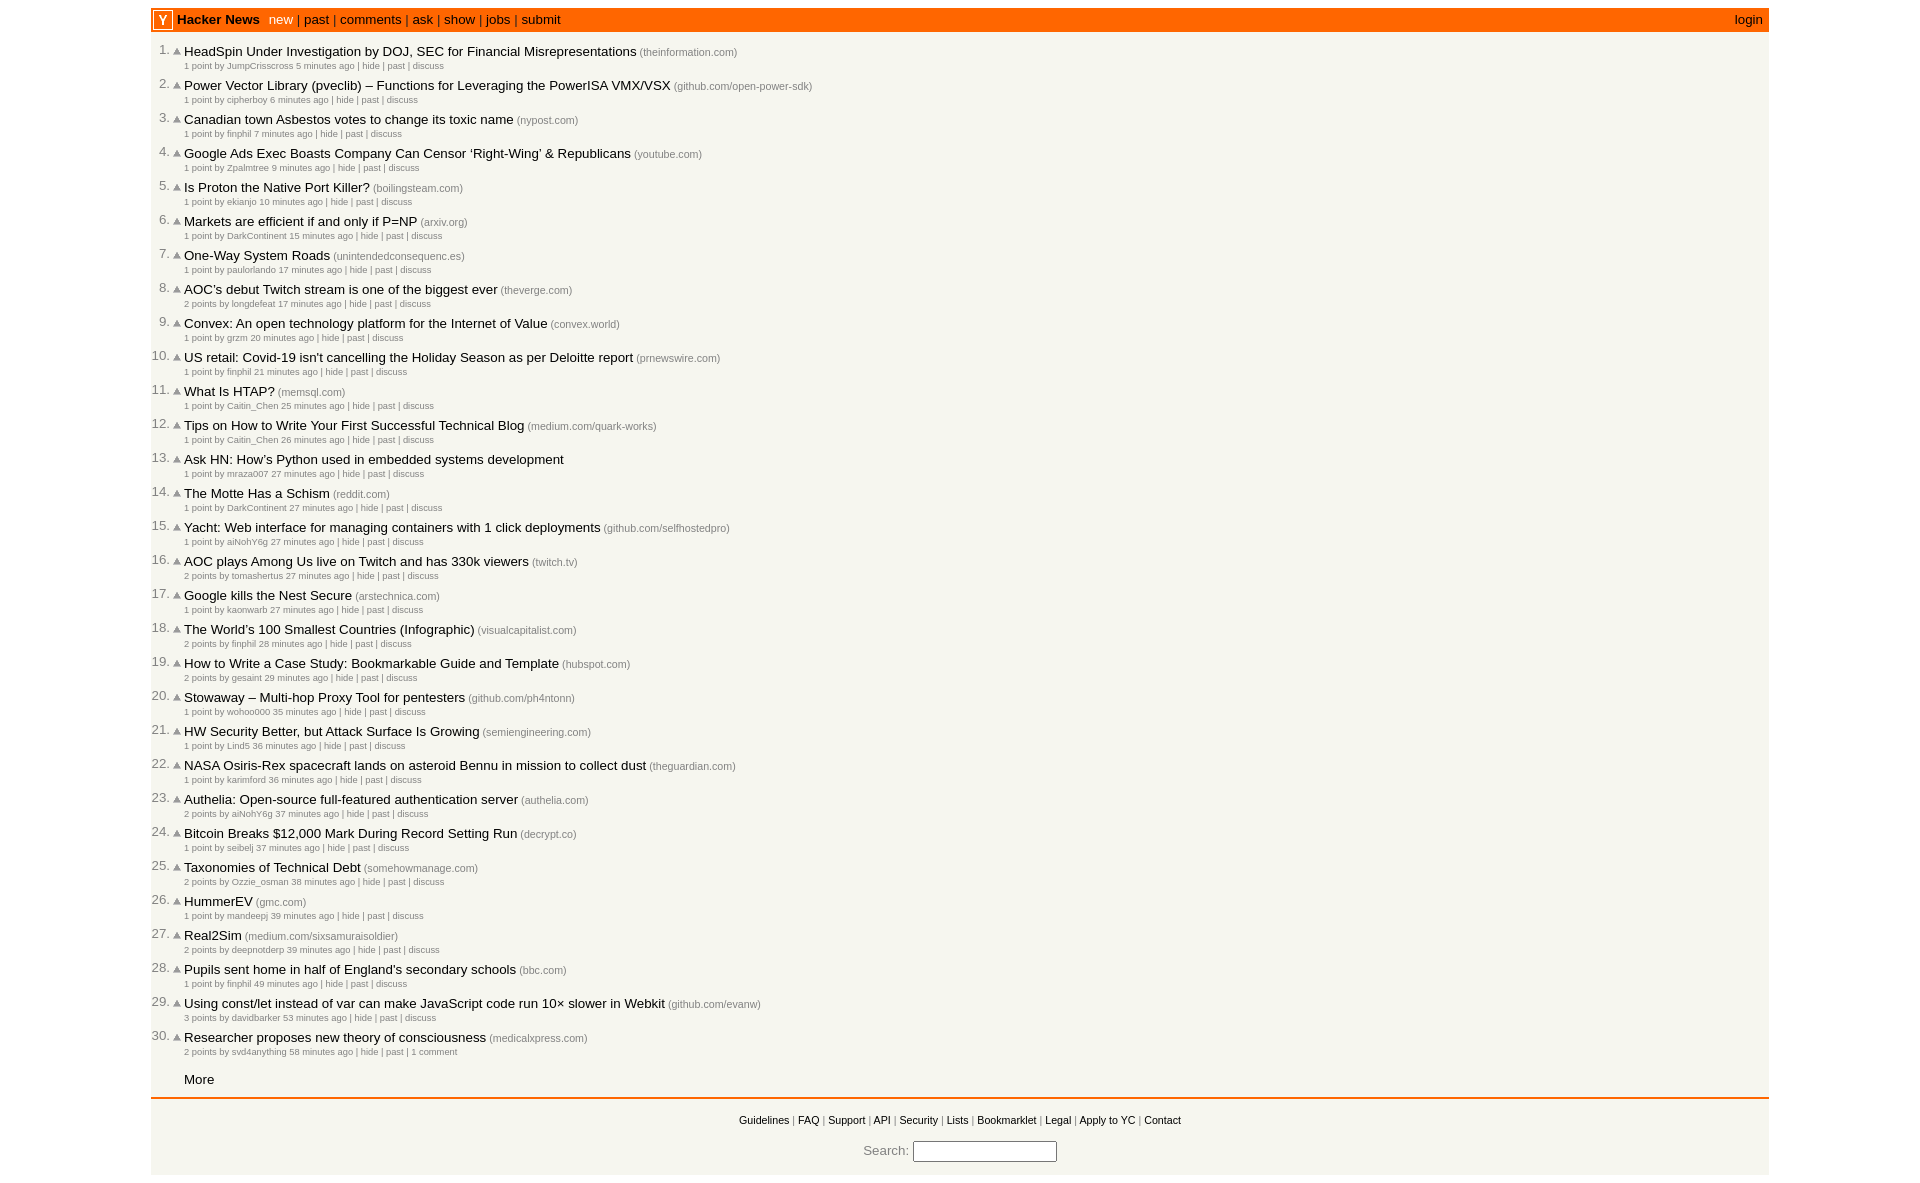 Y Hacker News new | past | comments | ask | show | jobs | submit login
1. HeadSpin Under Investigation by DOJ, SEC for Financial Misrepresentations (theinformation.com)
1 point by JumpCrisscross 5 minutes ago | hide | past | discuss
2. Power Vector Library (pveclib) – Functions for Leveraging the PowerISA VMX/VSX (github.com/open-power-sdk)
1 point by cipherboy 6 minutes ago | hide | past | discuss
3. Canadian town Asbestos votes to change its toxic name (nypost.com)
1 point by finphil 7 minutes ago | hide | past | discuss
4. Google Ads Exec Boasts Company Can Censor ‘Right-Wing’ & Republicans (youtube.com)
1 point by Zpalmtree 9 minutes ago | hide | past | discuss
5. Is Proton the Native Port Killer? (boilingsteam.com)
1 point by ekianjo 10 minutes ago | hide | past | discuss
6. Markets are efficient if and only if P=NP (arxiv.org)
1 point by DarkContinent 15 minutes ago | hide | past | discuss
7. One-Way System Roads (unintendedconsequenc.es)
1 point by paulorlando 17 minutes ago | hide | past | discuss
8. AOC’s debut Twitch stream is one of the biggest ever (theverge.com)
2 points by longdefeat 17 minutes ago | hide | past | discuss
9. Convex: An open technology platform for the Internet of Value (convex.world)
1 point by grzm 20 minutes ago | hide | past | discuss
10. US retail: Covid-19 isn't cancelling the Holiday Season as per Deloitte report (prnewswire.com)
1 point by finphil 21 minutes ago | hide | past | discuss
11. What Is HTAP? (memsql.com)
1 point by Caitin_Chen 25 minutes ago | hide | past | discuss
12. Tips on How to Write Your First Successful Technical Blog (medium.com/quark-works)
1 point by Caitin_Chen 26 minutes ago | hide | past | discuss
13. Ask HN: How’s Python used in embedded systems development
1 point by mraza007 27 minutes ago | hide | past | discuss
14. The Motte Has a Schism (reddit.com)
1 point by DarkContinent 27 minutes ago | hide | past | discuss
15. Yacht: Web interface for managing containers with 1 click deployments (github.com/selfhostedpro)
1 point by aiNohY6g 27 minutes ago | hide | past | discuss
16. AOC plays Among Us live on Twitch and has 330k viewers (twitch.tv)
2 points by tomashertus 27 minutes ago | hide | past | discuss
17. Google kills the Nest Secure (arstechnica.com)
1 point by kaonwarb 27 minutes ago | hide | past | discuss
18. The World’s 100 Smallest Countries (Infographic) (visualcapitalist.com)
2 points by finphil 28 minutes ago | hide | past | discuss
19. How to Write a Case Study: Bookmarkable Guide and Template (hubspot.com)
2 points by gesaint 29 minutes ago | hide | past | discuss
20. Stowaway – Multi-hop Proxy Tool for pentesters (github.com/ph4ntonn)
1 point by wohoo000 35 minutes ago | hide | past | discuss
21. HW Security Better, but Attack Surface Is Growing (semiengineering.com)
1 point by Lind5 36 minutes ago | hide | past | discuss
22. NASA Osiris-Rex spacecraft lands on asteroid Bennu in mission to collect dust (theguardian.com)
1 point by karimford 36 minutes ago | hide | past | discuss
23. Authelia: Open-source full-featured authentication server (authelia.com)
2 points by aiNohY6g 37 minutes ago | hide | past | discuss
24. Bitcoin Breaks $12,000 Mark During Record Setting Run (decrypt.co)
1 point by seibelj 37 minutes ago | hide | past | discuss
25. Taxonomies of Technical Debt (somehowmanage.com)
2 points by Ozzie_osman 38 minutes ago | hide | past | discuss
26. HummerEV (gmc.com)
1 point by mandeepj 39 minutes ago | hide | past | discuss
27. Real2Sim (medium.com/sixsamuraisoldier)
2 points by deepnotderp 39 minutes ago | hide | past | discuss
28. Pupils sent home in half of England's secondary schools (bbc.com)
1 point by finphil 49 minutes ago | hide | past | discuss
29. Using const/let instead of var can make JavaScript code run 10× slower in Webkit (github.com/evanw)
3 points by davidbarker 53 minutes ago | hide | past | discuss
30. Researcher proposes new theory of consciousness (medicalxpress.com)
2 points by svd4anything 58 minutes ago | hide | past | 1 comment
More
Guidelines | FAQ | Support | API | Security | Lists | Bookmarklet | Legal | Apply to YC | Contact
Search: